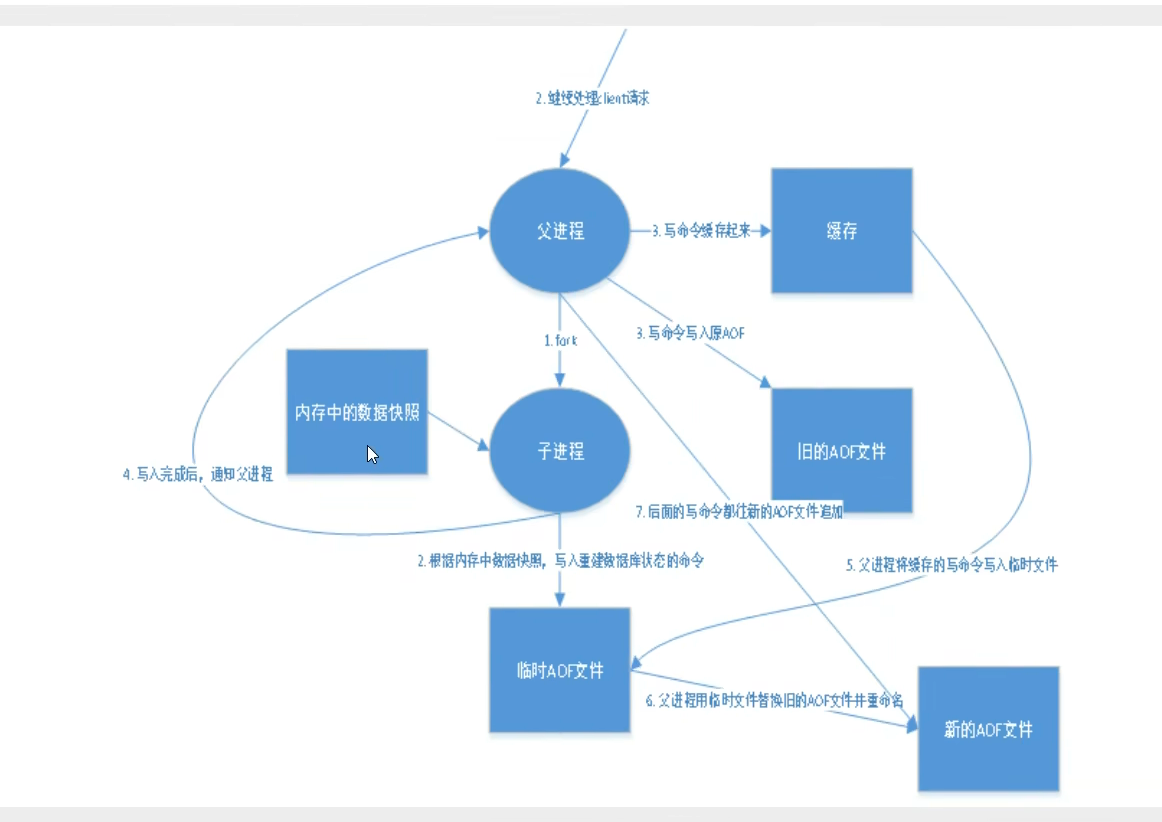 2.继续处理client请求
父进程
3.写命令缓存起来
缓存
1.fork
3.写命令写入原AOF
内存中的数据快照
子进程
旧的AOF文件
4.写入完成后，通知父进程
7.后面的写命令都往新的AOF文件追加
2.根据内存中数据快照，写入重建数据库状态的命令
5.父进程将缓存的写命令写入临时文件
临时AOF文件
6.父进程用临时文件替换旧的AOF文件并重命名
新的AOF文件